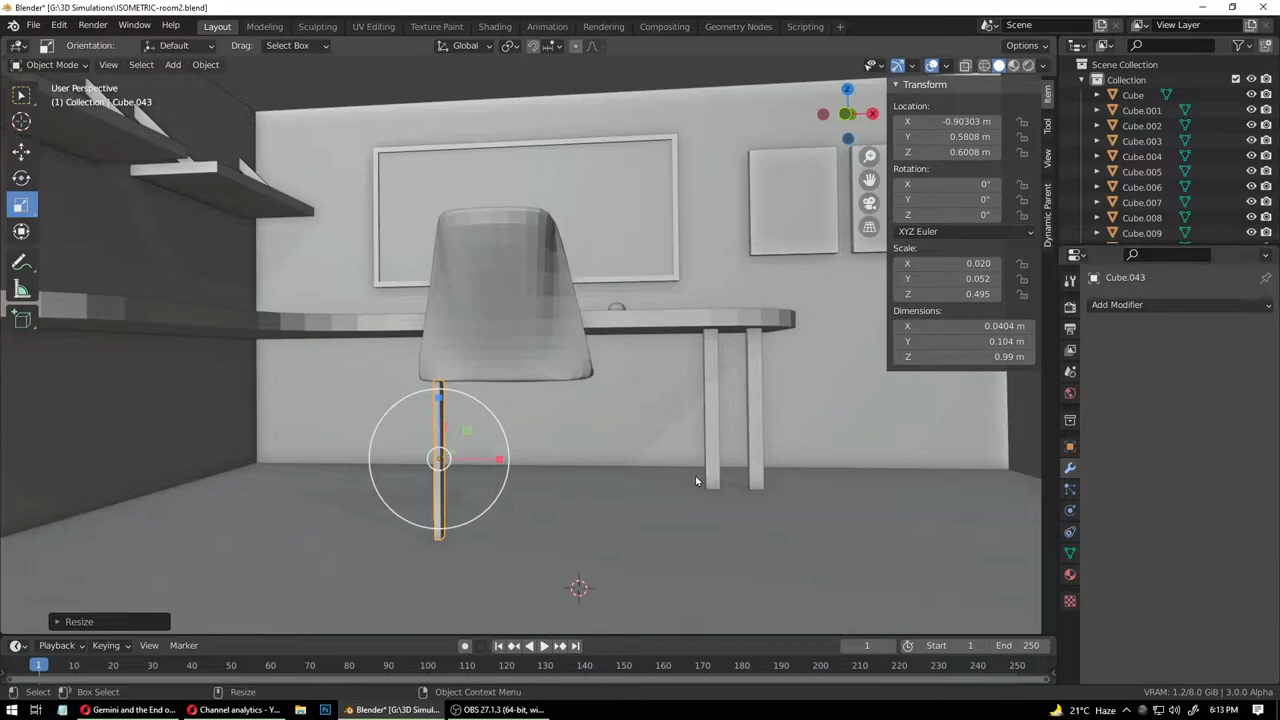 Blender* [G:\3D Simulations\ISOMETRIC-room2.blend]
File Edit Render Window Help
Layout Modeling Sculpting UV Editing Texture Paint Shading Animation Rendering Compositing Geometry Nodes Scripting
Scene View Layer
Orientation: Default Drag: Select Box Global Options
Object Mode View Select Add Object
User Perspective
(1) Collection | Cube.043
Transform
Location:
X -0.90303 m
Y 0.5808 m
Z 0.6008 m
Rotation:
X 0°
Y 0°
Z 0°
XYZ Euler
Scale:
X 0.020
Y 0.052
Z 0.495
Dimensions:
X 0.0404 m
Y 0.104 m
Z 0.99 m
Item
Tool
View
Dynamic Parent
Z
X
Scene Collection
Collection
Cube
Cube.001
Cube.002
Cube.003
Cube.004
Cube.005
Cube.006
Cube.007
Cube.008
Cube.009
Cube.043
Add Modifier
Resize
Playback Keying View Marker 1 Start 1 End 250
1 10 20 30 40 50 60 70 80 90 100 110 120 130 140 150 160 170 180 190 200 210 220 230 240 250
Select Box Select Resize Object Context Menu VRAM: 1.2/8.0 GiB | 3.0.0 Alpha
Gemini and the End o... Channel analytics - Y... Blender* [G:\3D Simul... OBS 27.1.3 (64-bit, wi... 21°C Haze 6:13 PM